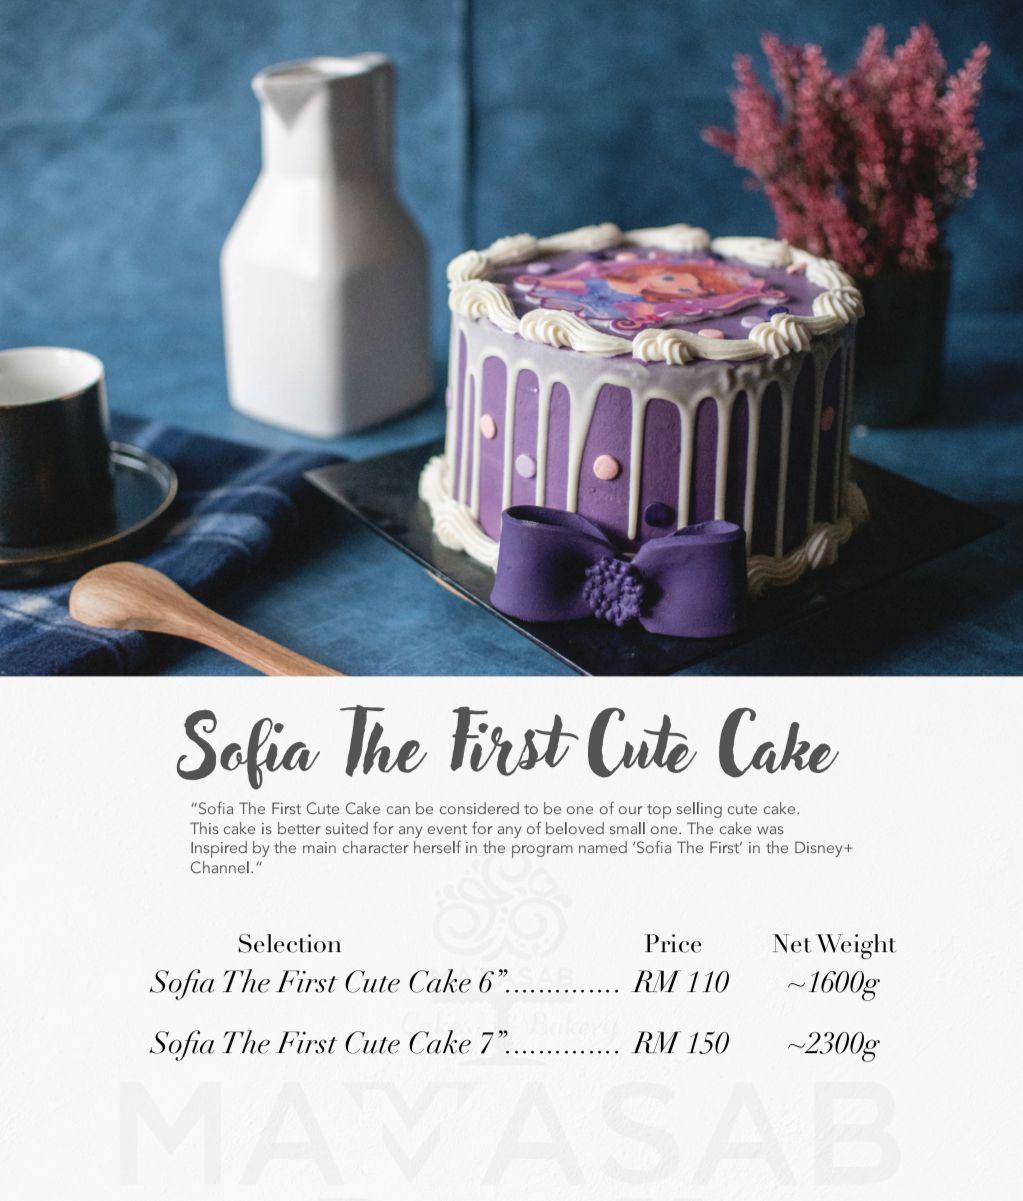 Sofia The First Cute Cake
“Sofia The First Cute Cake can be considered to be one of our top selling cute cake.
This cake is better suited for any event for any of beloved small one. The cake was
Inspired by the main character herself in the program named ‘Sofia The First’ in the Disney+
Channel.”
Selection Price Net Weight
Sofia The First Cute Cake 6”.............. RM 110 ~1600g
Sofia The First Cute Cake 7”.............. RM 150 ~2300g
Cakes Bakery